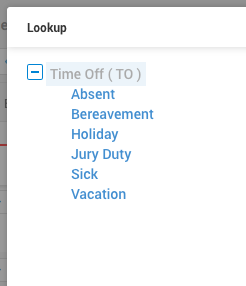 Lookup
Time Off ( TO )
Absent
Bereavement
Holiday
Jury Duty
Sick
Vacation